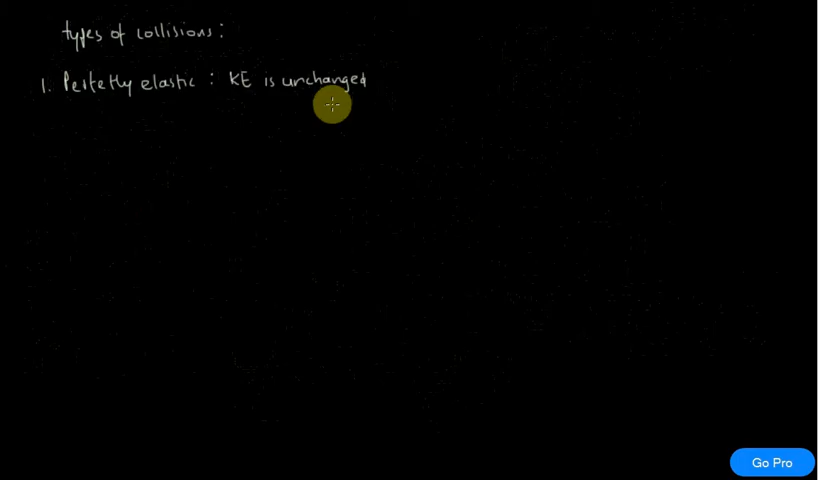 types of collisions:
1. Perfectly elastic: KE is unchanged
Go Pro